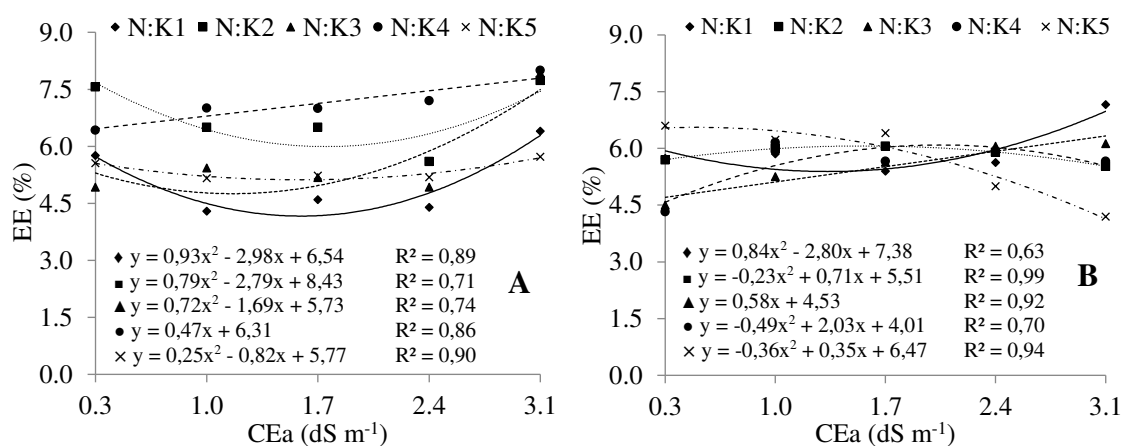 N:K1 N:K2 N:K3 N:K4 N:K5
9.0
7.5
6.0
4.5
3.0
1.5
0.0
EE (%)
y = 0,93x² - 2,98x + 6,54 R² = 0,89
y = 0,79x² - 2,79x + 8,43 R² = 0,71
y = 0,72x² - 1,69x + 5,73 R² = 0,74
y = 0,47x + 6,31 R² = 0,86
y = 0,25x² - 0,82x + 5,77 R² = 0,90
A
0.3 1.0 1.7 2.4 3.1
CEa (dS m⁻¹)
N:K1 N:K2 N:K3 N:K4 N:K5
9.0
7.5
6.0
4.5
3.0
1.5
0.0
EE (%)
y = 0,84x² - 2,80x + 7,38 R² = 0,63
y = -0,23x² + 0,71x + 5,51 R² = 0,99
y = 0,58x + 4,53 R² = 0,92
y = -0,49x² + 2,03x + 4,01 R² = 0,70
y = -0,36x² + 0,35x + 6,47 R² = 0,94
B
0.3 1.0 1.7 2.4 3.1
CEa (dS m⁻¹)